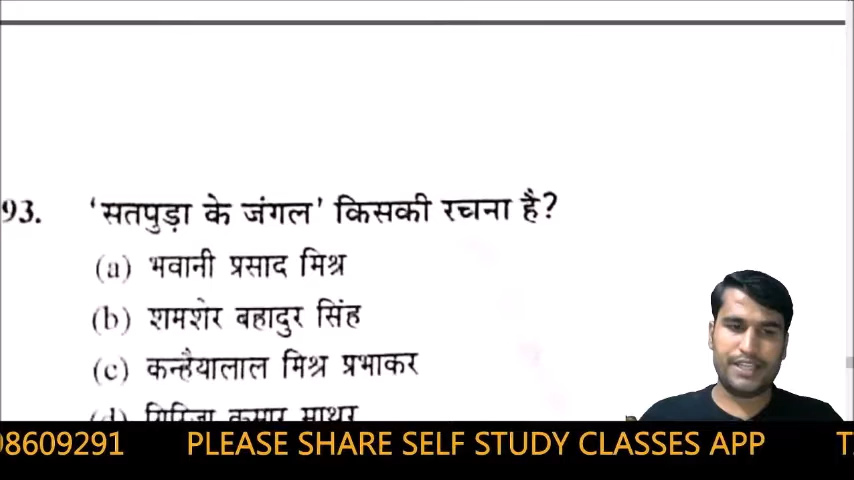 93. 'सतपुड़ा के जंगल' किसकी रचना है?
(a) भवानी प्रसाद मिश्र
(b) शमशेर बहादुर सिंह
(c) कन्हैयालाल मिश्र प्रभाकर
(d) गिरिजा कुमार माथुर
98609291 PLEASE SHARE SELF STUDY CLASSES APP